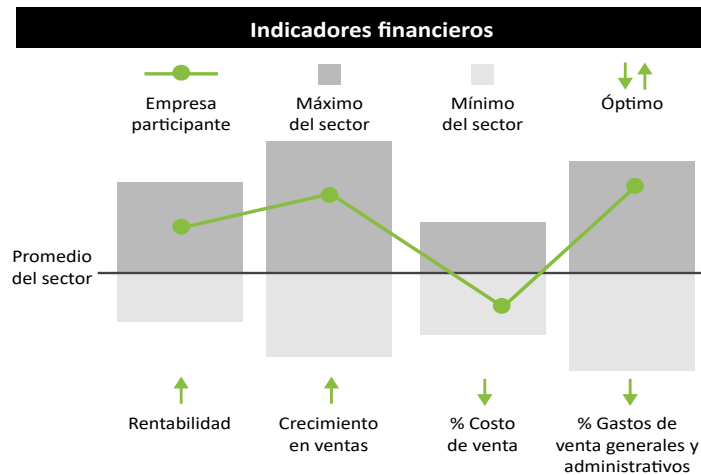 Indicadores financieros
Empresa
participante
Máximo
del sector
Mínimo
del sector
Óptimo
Promedio
del sector
Rentabilidad
Crecimiento
en ventas
% Costo
de venta
% Gastos de
venta generales y
administrativos